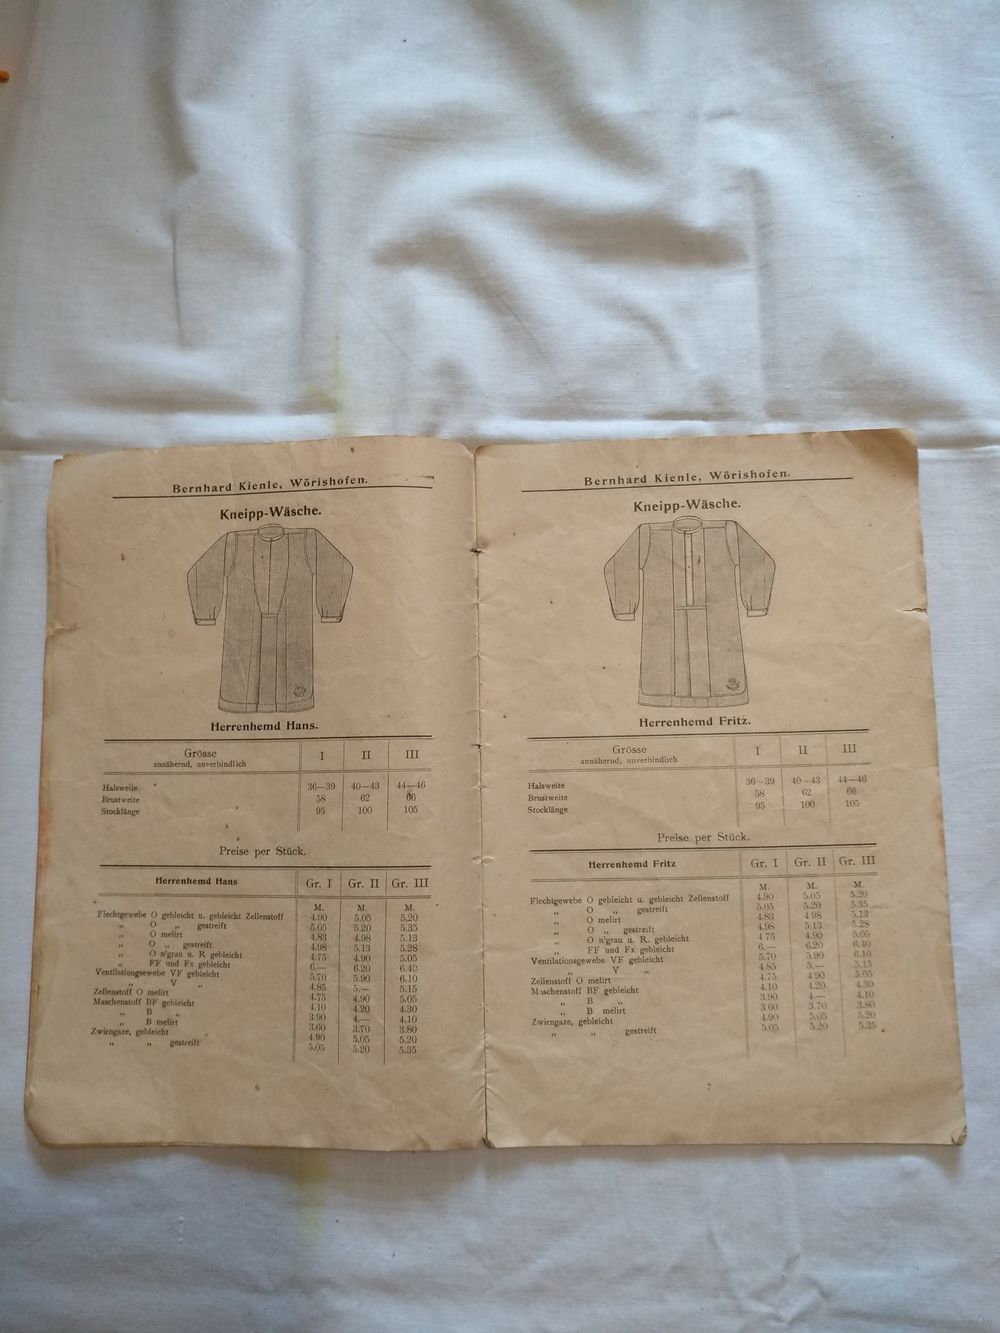 Bernhard Kienle, Wörishofen.
Kneipp-Wäsche.
Herrenhemd Hans.
Grösse I II III
annähernd, unverbindlich
Halsweite 36—39 40—43 44—46
Brustweite 58 62 66
Stocklänge 95 100 105
Preise per Stück.
Herrenhemd Hans Gr. I Gr. II Gr. III
M. M. M.
Flechtgewebe O gebleicht u. gebleicht Zellenstoff 4.90 5.05 5.20
„ O „ gestreift 5.05 5.20 5.35
„ O melirt 4.83 4.98 5.13
„ O „ gestreift 4.98 5.13 5.28
„ O n'grau u. R gebleicht 4.75 4.90 5.05
„ FF und Fx gebleicht 6.— 6.20 6.40
Ventilationsgewebe VF gebleicht 5.70 5.90 6.10
„ V „ 4.85 5.— 5.15
Zellenstoff O melirt 4.75 4.90 5.05
Maschenstoff BF gebleicht 4.10 4.20 4.30
„ B „ 3.90 4.— 4.10
„ B melirt 3.60 3.70 3.80
Zwirngaze, gebleicht 4.90 5.05 5.20
„ „ gestreift 5.05 5.20 5.35
6
Bernhard Kienle, Wörishofen.
Kneipp-Wäsche.
Herrenhemd Fritz.
Grösse I II III
annähernd, unverbindlich
Halsweite 36–39 40–43 44–46
Brustweite 58 62 66
Stocklänge 95 100 105
Preise per Stück.
Herrenhemd Fritz Gr. I Gr. II Gr. III
M. M. M.
Flechtgewebe O gebleicht u. gebleicht Zellenstoff 4.90 5.05 5.20
„ O „ gestreift 5.05 5.20 5.35
„ O melirt 4.83 4.98 5.13
„ O „ gestreift 4.98 5.13 5.28
„ O n'grau u. R. gebleicht 4.75 4.90 5.05
„ FF und Fx gebleicht 6.— 6.20 6.40
Ventilationsgewebe VF gebleicht 5.70 5.90 6.10
„ V „ 4.85 5.— 5.15
Zellenstoff O melirt 4.75 4.90 5.05
Maschenstoff BF gebleicht 4.10 4.20 4.30
„ B „ 3.90 4.— 4.10
„ B melirt 3.60 3.70 3.80
Zwirngaze, gebleicht 4.90 5.05 5.20
„ „ gestreift 5.05 5.20 5.35
7